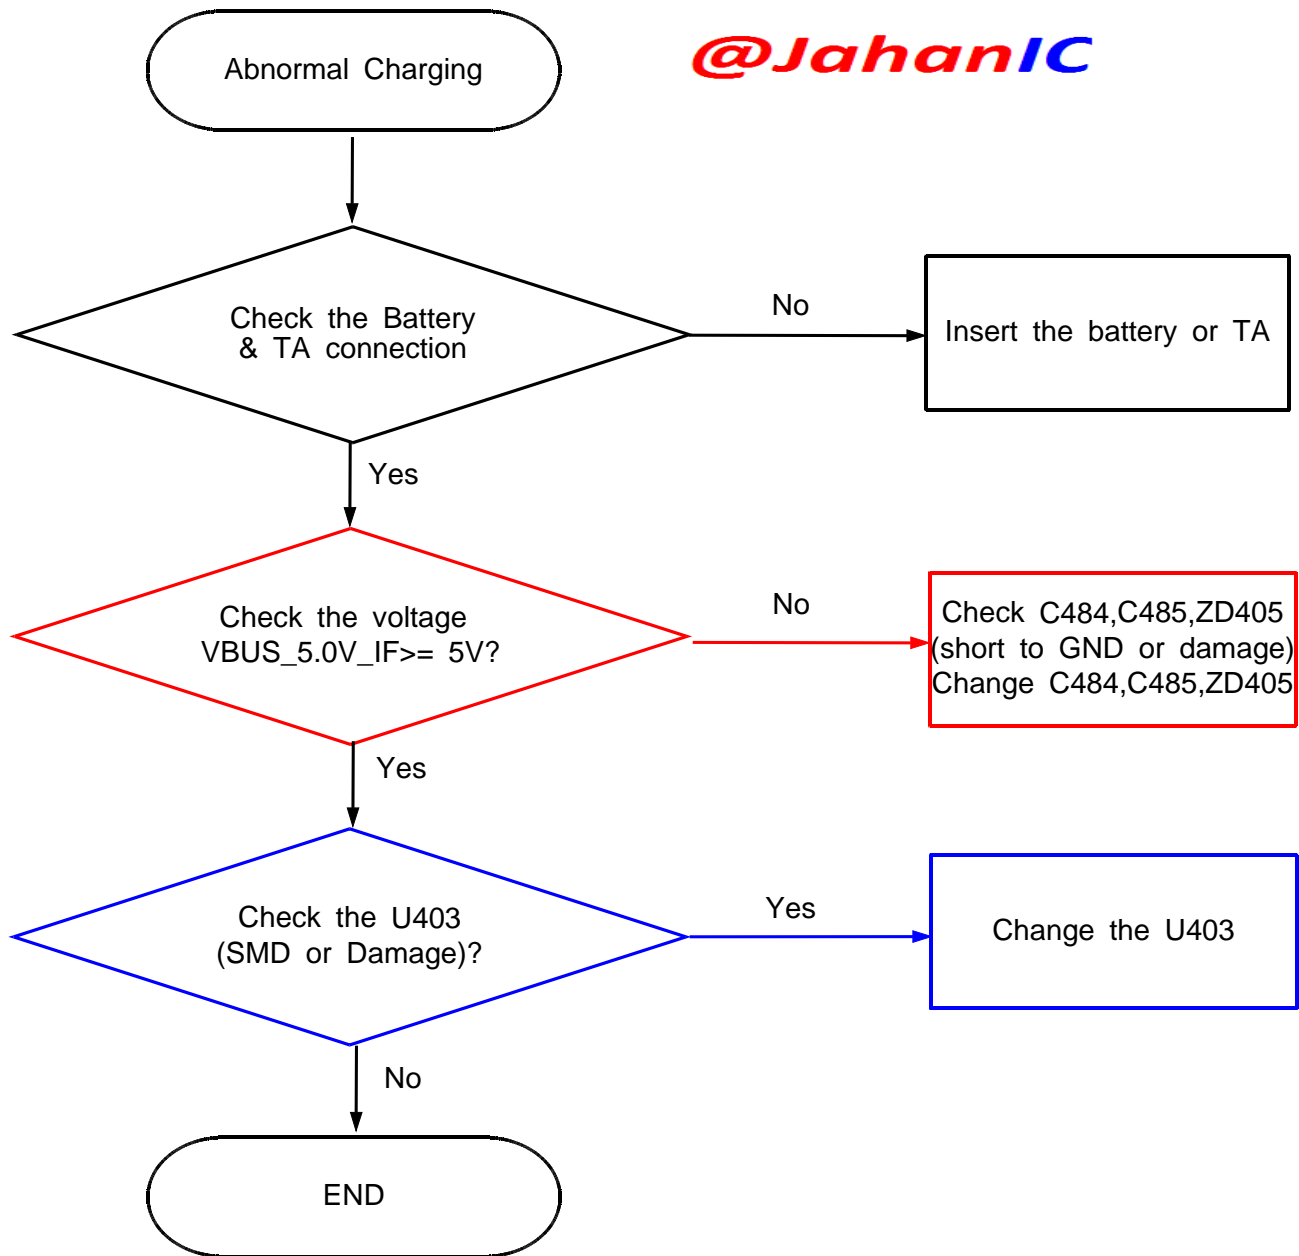 Abnormal Charging
@JahanIC
Check the Battery
& TA connection
No
Insert the battery or TA
Yes
Check the voltage
VBUS_5.0V_IF>= 5V?
No
Check C484,C485,ZD405
(short to GND or damage)
Change C484,C485,ZD405
Yes
Check the U403
(SMD or Damage)?
Yes
Change the U403
No
END